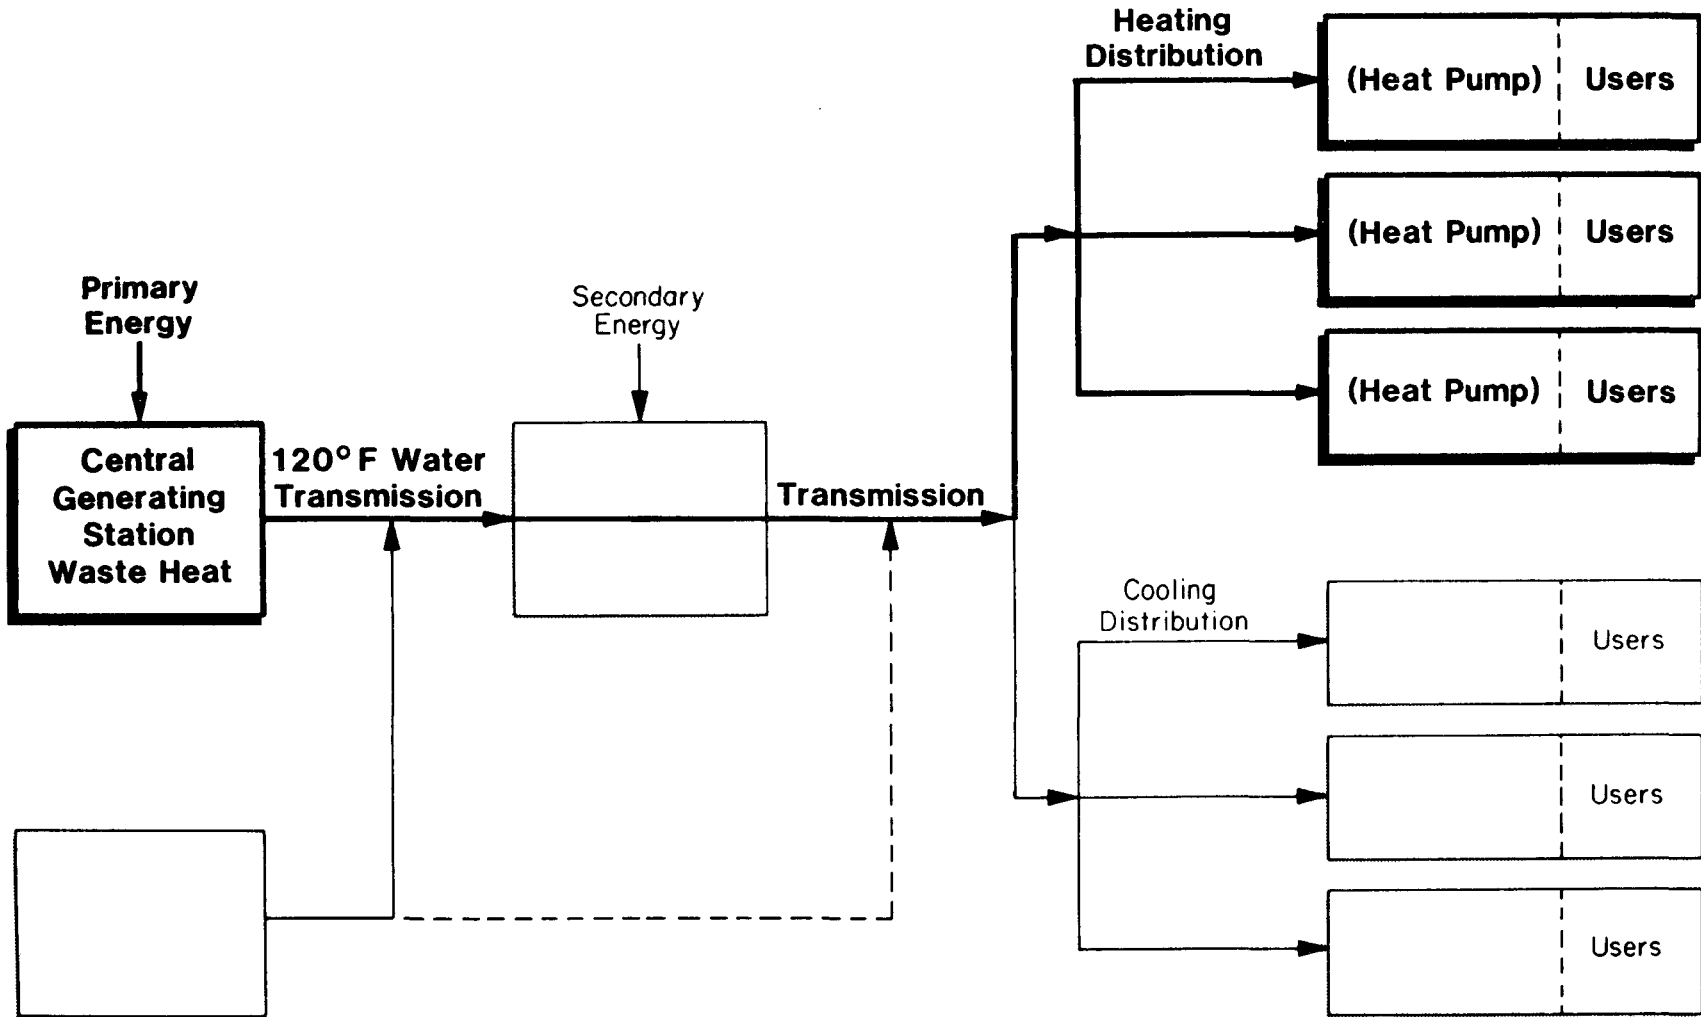 Heating
Distribution
(Heat Pump) Users
(Heat Pump) Users
(Heat Pump) Users
Primary
Energy
Secondary
Energy
Central
Generating
Station
Waste Heat
120° F Water
Transmission
Transmission
Cooling
Distribution
Users
Users
Users